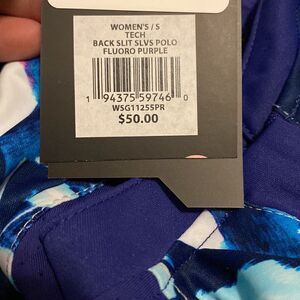 WOMEN'S / S
TECH
BACK SLIT SLVS POLO
FLUORO PURPLE
1 94375 59746 0
WSG11255PR
$50.00